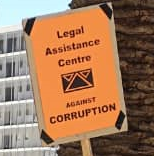 Legal
Assistance
Centre
AGAINST
CORRUPTION